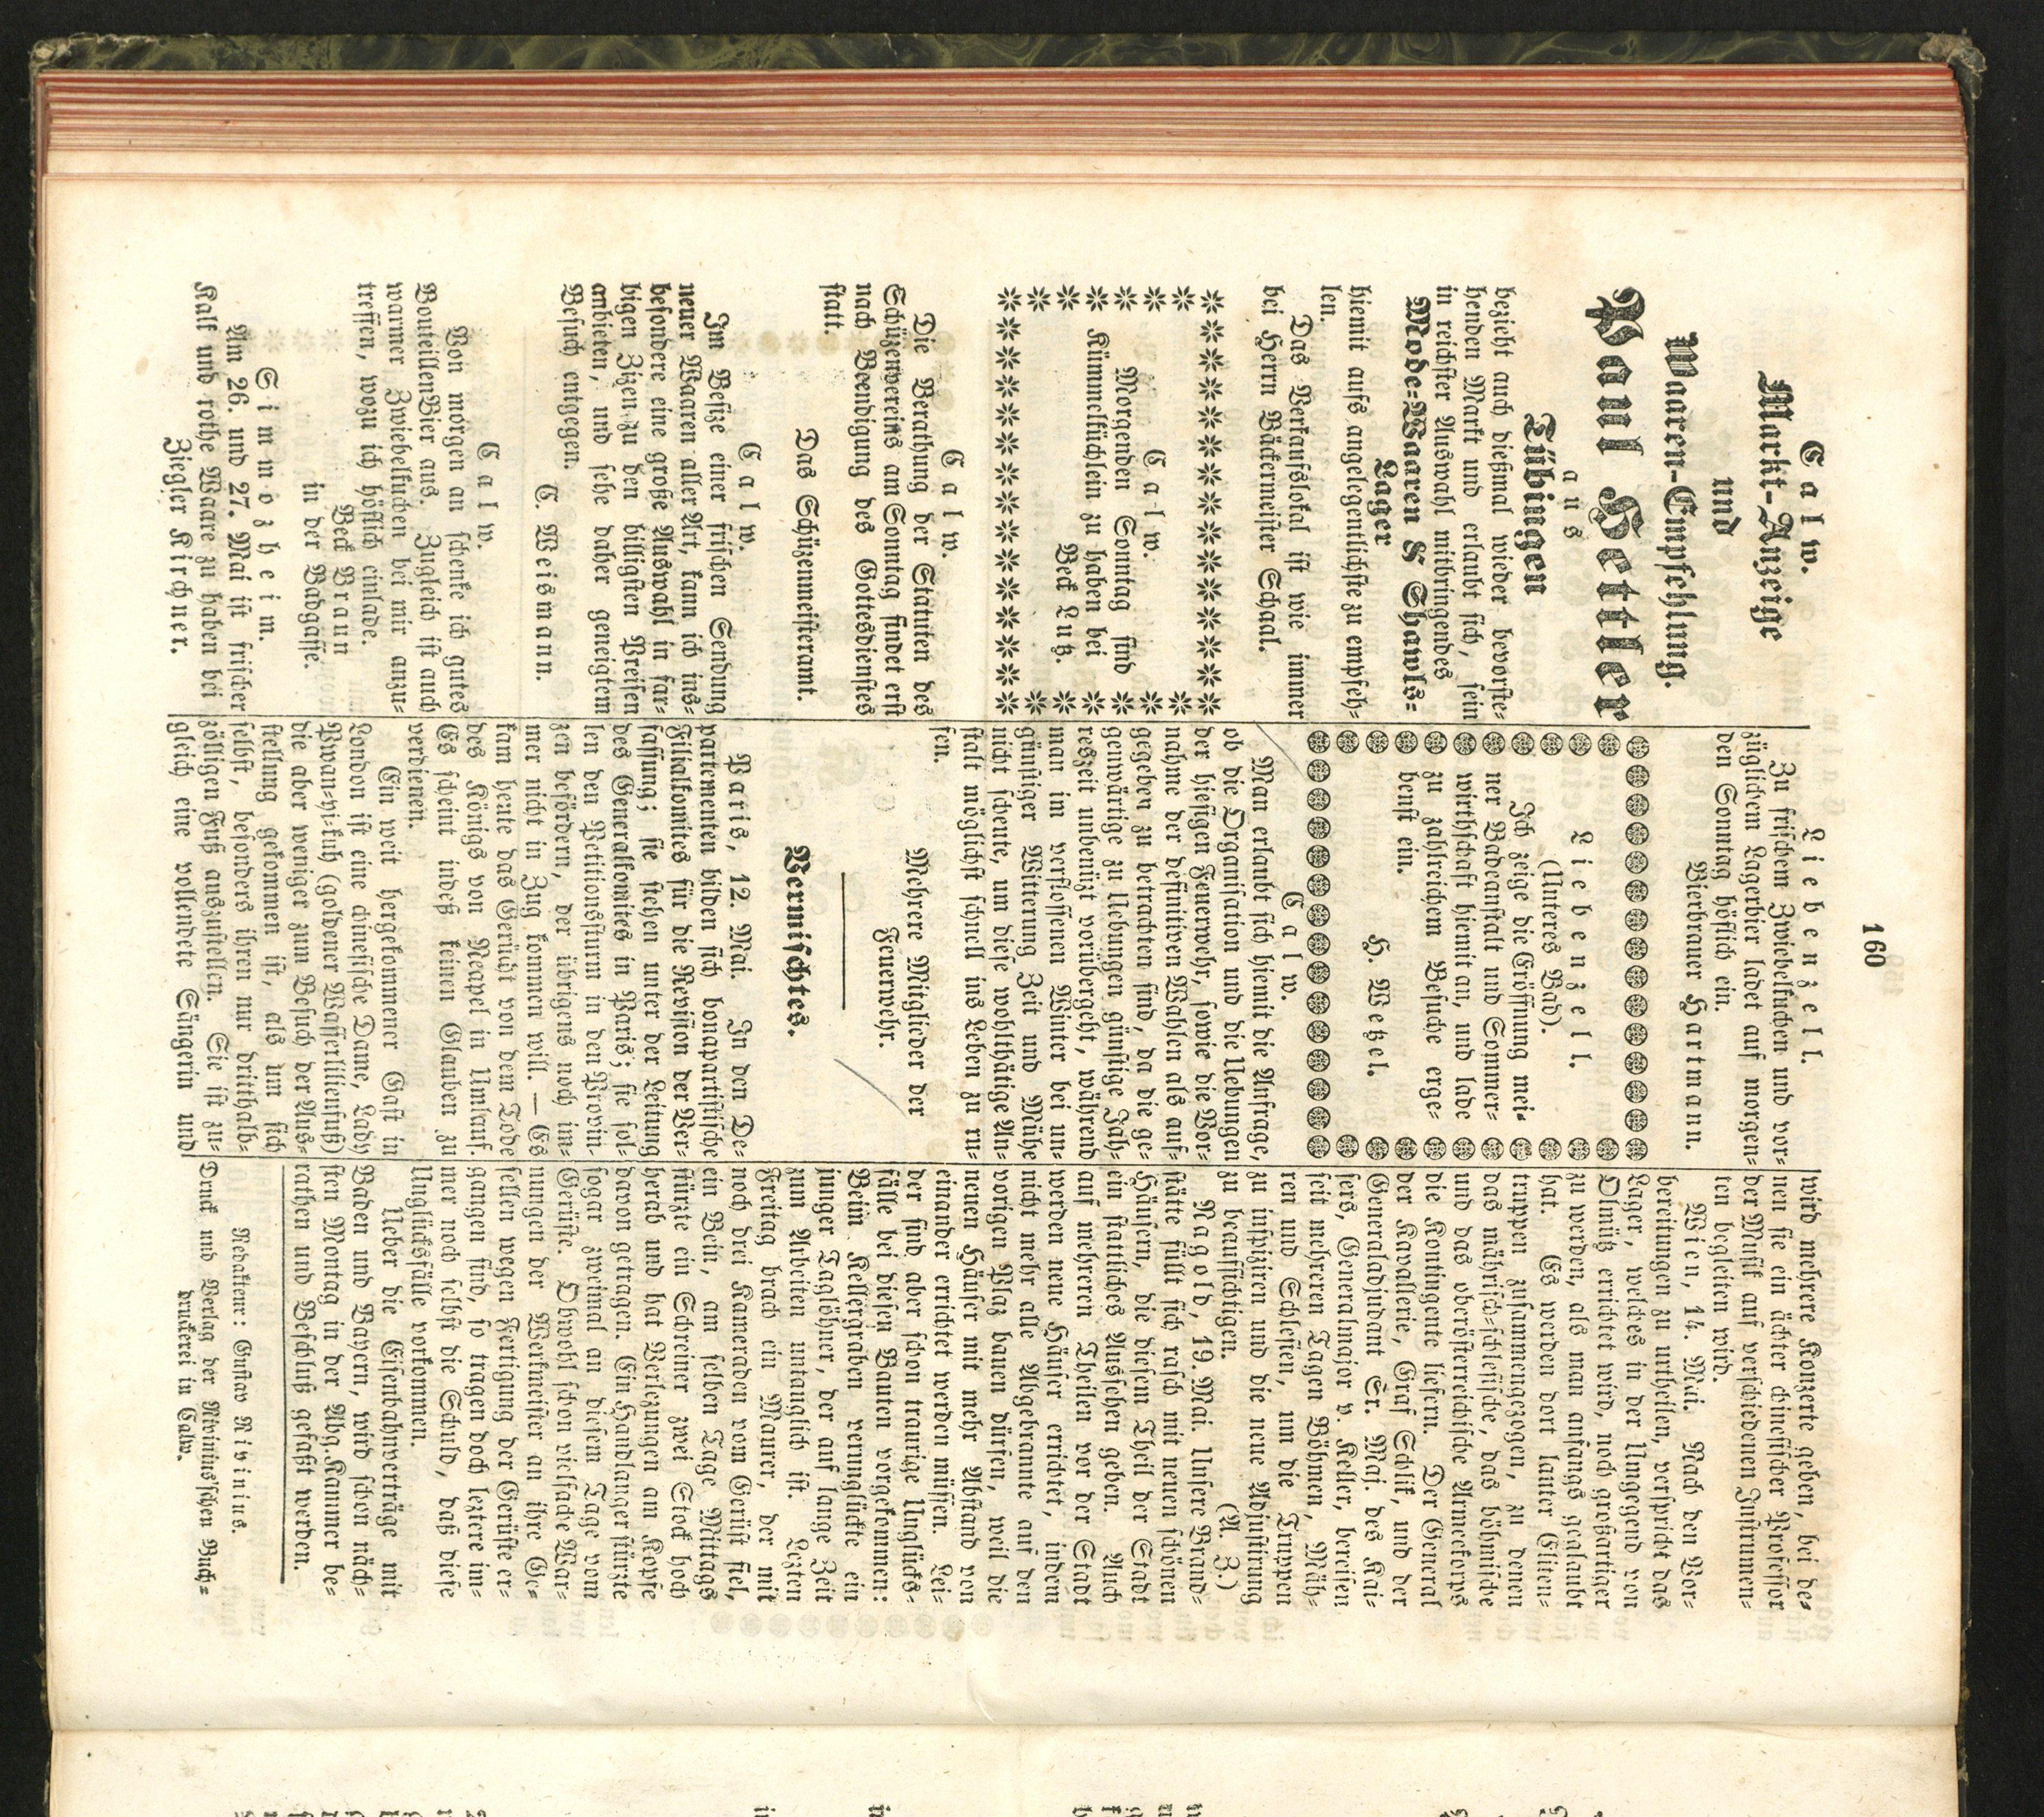 160
Calw.
Markt-Anzeige
und
Waaren-Empfehlung.
Paul Hettler
aus
Tübingen
bezieht auch dießmal wieder bevorste-
henden Markt und erlaubt sich, sein
in reichster Auswahl mitbringendes
Mode-Waaren & Shawls-
Lager
hiemit aufs angelegentlichste zu empfeh-
len.
Das Verkaufslokal ist wie immer
bei Herrn Bäckermeister Schaal.
Calw.
Morgenden Sonntag sind
Kümmelküchlein zu haben bei
Beck Lutz.
Calw.
Die Berathung der Statuten des
Schüzenvereins am Sonntag findet erst
nach Beendigung des Gottesdienstes
statt.
Das Schüzenmeisteramt.
Calw.
Im Besize einer frischen Sendung
neuer Waaren aller Art, kann ich ins-
besondere eine große Auswahl in far-
bigen Zizen zu den billigsten Preisen
anbieten, und sehe daher geneigtem
Besuch entgegen.
C. Weismann.
Calw.
Von morgen an schenke ich gutes
BouteillenBier aus. Zugleich ist auch
warmer Zwiebelkuchen bei mir anzu-
treffen, wozu ich höflich einlade.
Beck Braun
in der Badgasse.
Simmozheim.
Am 26. und 27. Mai ist frischer
Kalk und rothe Waare zu haben bei
Ziegler Kirchner.
Liebenzell.
Zu frischem Zwiebelkuchen und vor-
züglichem Lagerbier ladet auf morgen-
den Sonntag höflich ein.
Bierbrauer Hartmann.
Liebenzell.
(Unteres Bad).
Ich zeige die Eröffnung mei-
ner Badeanstalt und Sommer-
wirthschaft hiemit an, und lade
zu zahlreichem Besuche erge-
benst ein.
H. Wetzel.
Calw.
Man erlaubt sich hiemit die Anfrage,
ob die Organisation und die Uebungen
der hiesigen Feuerwehr, sowie die Vor-
nahme der definitiven Wahlen als auf-
gegeben zu betrachten sind, da die ge-
genwärtige zu Uebungen günstige Jah-
reszeit unbenüzt vorübergeht, während
man im verflossenen Winter bei un-
günstiger Witterung Zeit und Mühe
nicht scheute, um diese wohlthätige An-
stalt möglichst schnell ins Leben zu ru-
fen.
Mehrere Mitglieder der
Feuerwehr.
Vermischtes.
Paris, 12. Mai. In den De-
partementen bilden sich bonapartistische
Filialkomites für die Revision der Ver-
fassung; sie stehen unter der Leitung
des Generalkomites in Paris; sie sol-
len den Petitionssturm in den Provin-
zen befördern, der übrigens noch im-
mer nicht in Zug kommen will. — Es
kam heute das Gerücht von dem Tode
des Königs von Neapel in Umlauf.
Es scheint indeß keinen Glauben zu
verdienen.
Ein weit hergekommener Gast in
London ist eine chinesische Dame, Lady
Pwan-yi-kuh (goldener Wasserlilienfuß)
die aber weniger zum Besuch der Aus-
stellung gekommen ist, als um sich
selbst, besonders ihren nur dritthalb-
zölligen Fuß auszustellen. Sie ist zu-
gleich eine vollendete Sängerin und
wird mehrere Konzerte geben, bei de-
nen sie ein ächter chinesischer Professor
der Musik auf verschiedenen Instrumen-
ten begleiten wird.
Wien, 14. Mai. Nach den Vor-
bereitungen zu urtheilen, verspricht das
Lager, welches in der Umgegend von
Olmütz errichtet wird, noch großartiger
zu werden, als man anfangs geglaubt
hat. Es werden dort lauter Eliten-
truppen zusammengezogen, zu denen
das mährisch-schlesische, das böhmische
und das oberösterreichische Armeekorps
die Kontingente liefern. Der General
der Kavallerie, Graf Schlik, und der
Generaladjudant Sr. Maj. des Kai-
sers, Generalmajor v. Keller, bereisen
seit mehreren Tagen Böhmen, Mäh-
ren und Schlesien, um die Truppen
zu inspiziren und die neue Adjustirung
zu beaufsichtigen.
(A. Z.)
Nagold, 19. Mai. Unsere Brand-
stätte füllt sich rasch mit neuen schönen
Häusern, die diesem Theil der Stadt
ein stattliches Aussehen geben. Auch
auf mehreren Theilen vor der Stadt
werden neue Häuser errichtet, indem
nicht mehr alle Abgebrannte auf den
vorigen Plaz bauen dürfen, weil die
neuen Häuser mit mehr Abstand von
einander errichtet werden müssen. Lei-
der sind aber schon traurige Unglücks-
fälle bei diesen Bauten vorgekommen:
Beim Kellergraben verunglückte ein
junger Taglöhner, der auf lange Zeit
zum Arbeiten untauglich ist. Lezten
Freitag brach ein Maurer, der mit
noch drei Kameraden vom Gerüst fiel,
ein Bein, am selben Tage Mittags
stürzte ein Schreiner zwei Stock hoch
herab und hat Verlezungen am Kopfe
davon getragen. Ein Handlanger stürzte
sogar zweimal an diesem Tage vom
Gerüste. Obwohl schon vielfache War-
nungen der Werkmeister an ihre Ge-
sellen wegen Fertigung der Gerüste er-
gangen sind, so tragen doch leztere im-
mer noch selbst die Schuld, daß diese
Unglücksfälle vorkommen.
Ueber die Eisenbahnverträge mit
Baden und Bayern, wird schon näch-
sten Montag in der Abg. Kammer be-
rathen und Beschluß gefaßt werden.
Redakteur: Gustav Rivinius.
Druck und Verlag der Rivinius'schen Buch-
druckerei in Calw.